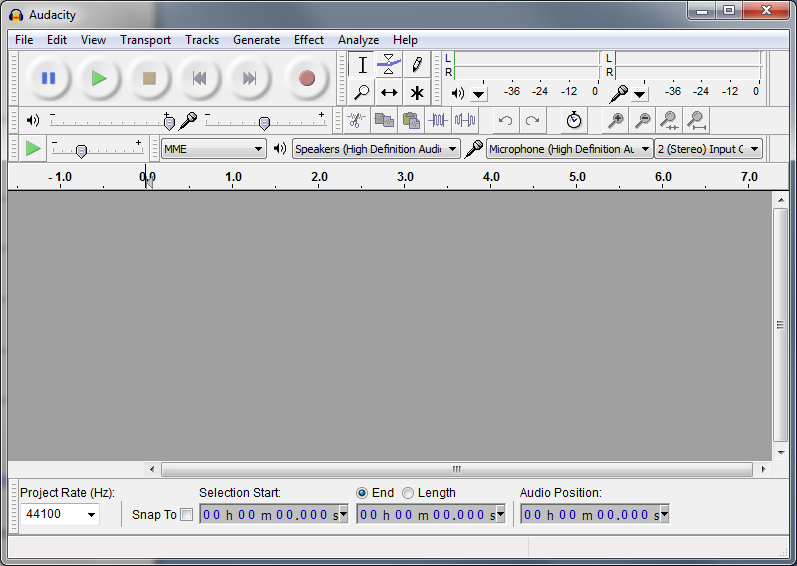 Audacity
File Edit View Transport Tracks Generate Effect Analyze Help
L
R
-36 -24 -12 0
L
R
-36 -24 -12 0
- + - +
- +
MME
Speakers (High Definition Audic
Microphone (High Definition Au
2 (Stereo) Input C
- 1.0 0.0 1.0 2.0 3.0 4.0 5.0 6.0 7.0
Project Rate (Hz): Selection Start: End Length Audio Position:
44100 Snap To 00 h 00 m 00.000 s 00 h 00 m 00.000 s 00 h 00 m 00.000 s